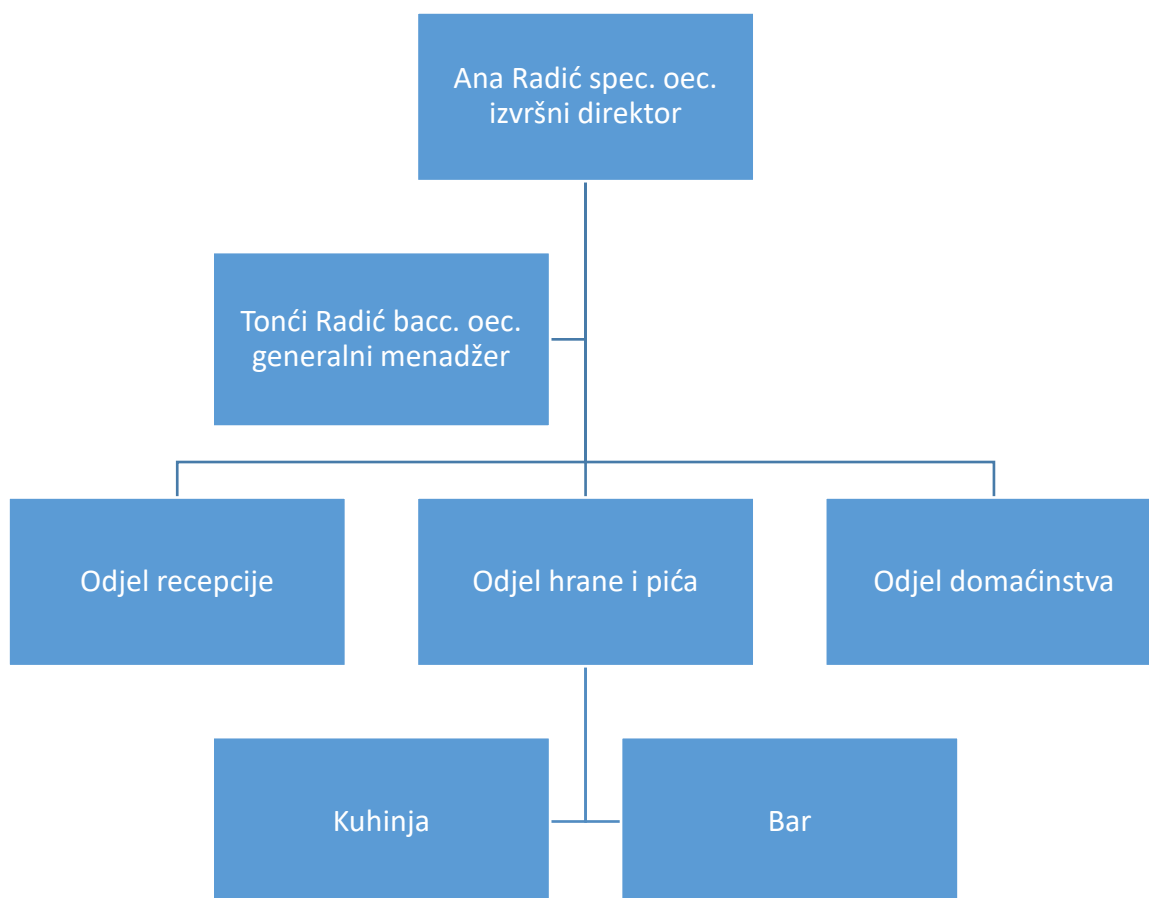 Ana Radić spec. oec.
izvršni direktor
Tonći Radić bacc. oec.
generalni menadžer
Odjel recepcije
Odjel hrane i pića
Odjel domaćinstva
Kuhinja
Bar